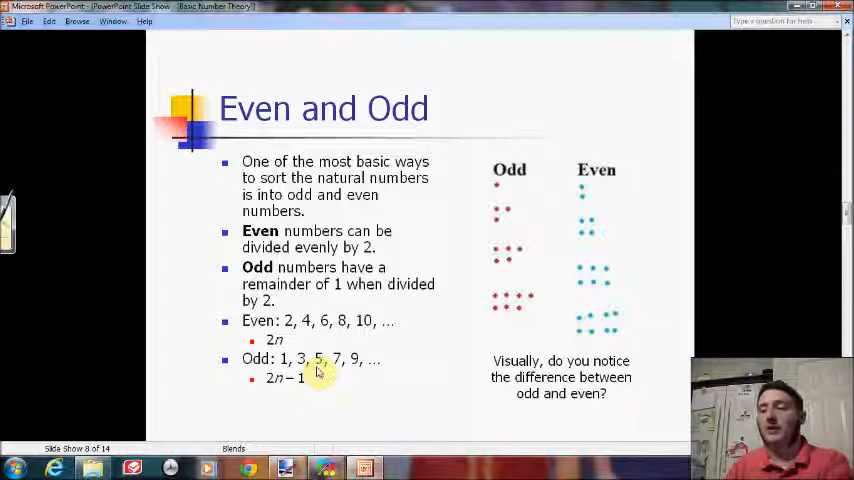 Microsoft PowerPoint - [PowerPoint Slide Show - [Basic Number Theory]]
File Edit Browse Window Help
Type a question for help
Even and Odd
One of the most basic ways
to sort the natural numbers
is into odd and even
numbers.
Even numbers can be
divided evenly by 2.
Odd numbers have a
remainder of 1 when divided
by 2.
Even: 2, 4, 6, 8, 10, ...
2n
Odd: 1, 3, 5, 7, 9, ...
2n – 1
Odd Even
Visually, do you notice
the difference between
odd and even?
Slide Show 8 of 14
Blends